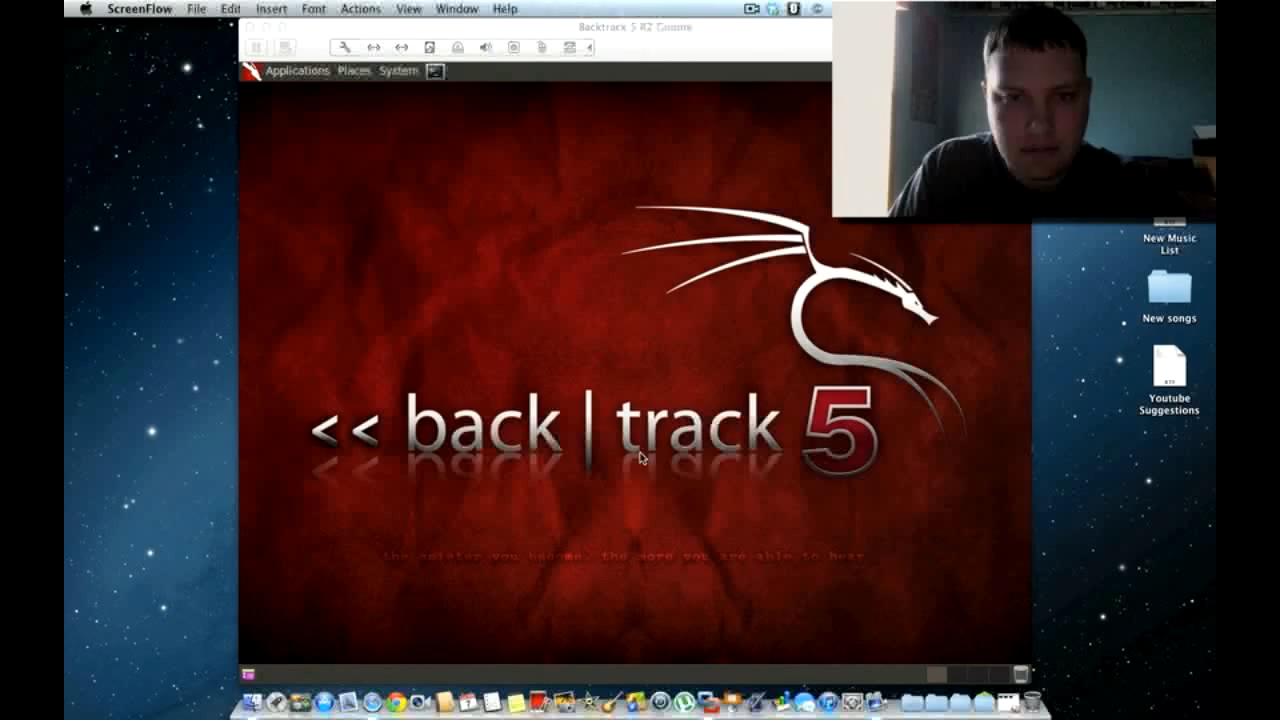 ScreenFlow File Edit Insert Font Actions View Window Help
Backtrack 5 R2 Gnome
Applications Places System
<< back | track 5
the quieter you become, the more you are able to hear
New Music
List
New songs
Youtube
Suggestions